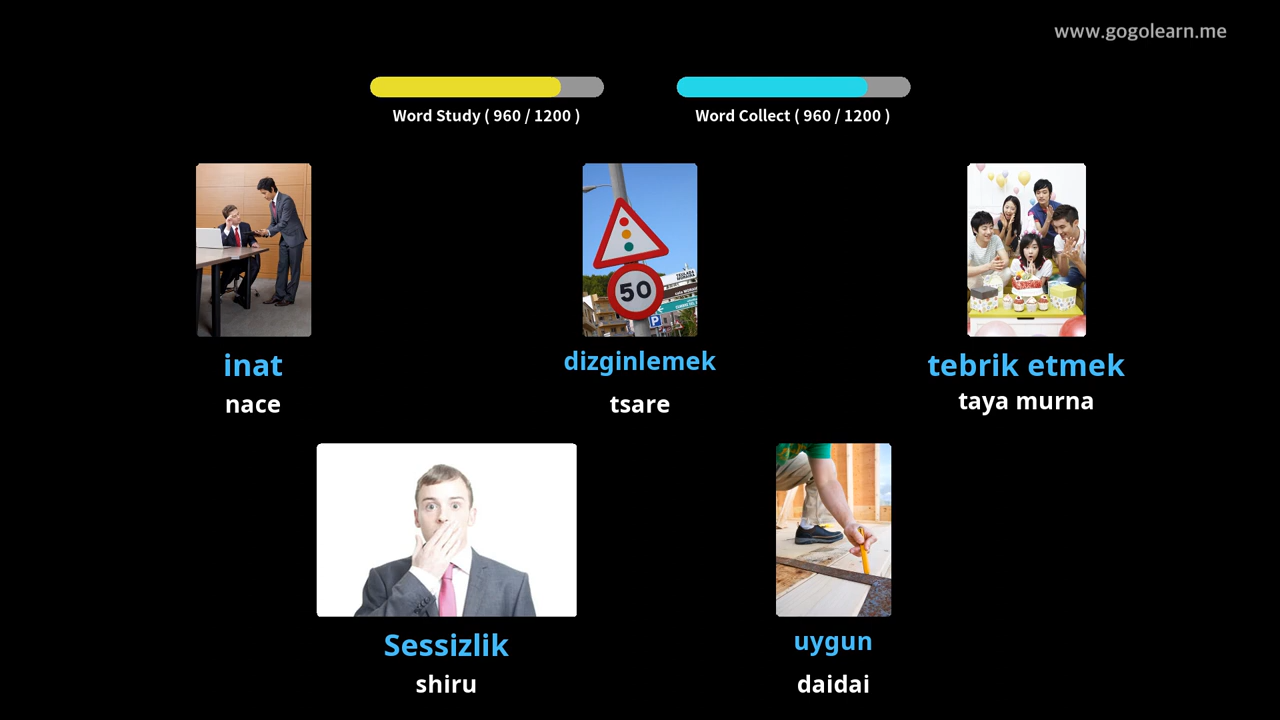 www.gogolearn.me
Word Study ( 960 / 1200 )
Word Collect ( 960 / 1200 )
50
P
inat
nace
dizginlemek
tsare
tebrik etmek
taya murna
Sessizlik
shiru
uygun
daidai